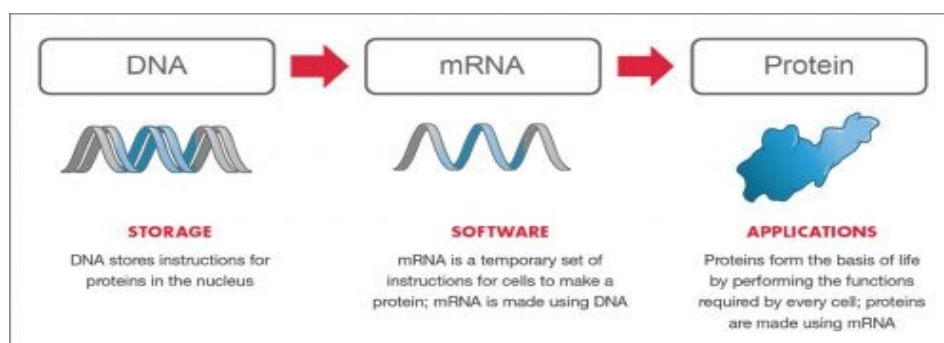 DNA
mRNA
Protein
STORAGE
DNA stores instructions for
proteins in the nucleus
SOFTWARE
mRNA is a temporary set of
instructions for cells to make a
protein; mRNA is made using DNA
APPLICATIONS
Proteins form the basis of life
by performing the functions
required by every cell; proteins
are made using mRNA